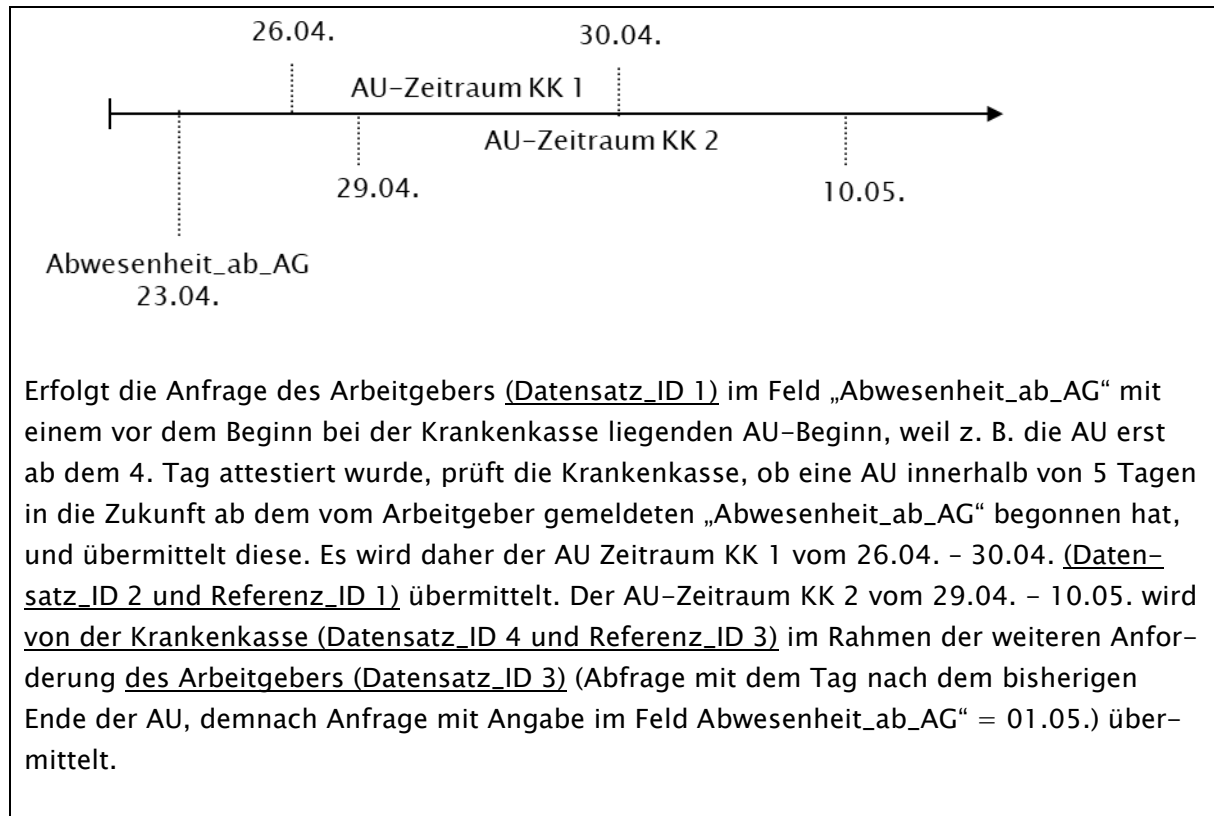 26.04.
30.04.
AU-Zeitraum KK 1
AU-Zeitraum KK 2
29.04.
10.05.
Abwesenheit_ab_AG
23.04.
Erfolgt die Anfrage des Arbeitgebers (Datensatz_ID 1) im Feld „Abwesenheit_ab_AG“ mit
einem vor dem Beginn bei der Krankenkasse liegenden AU-Beginn, weil z. B. die AU erst
ab dem 4. Tag attestiert wurde, prüft die Krankenkasse, ob eine AU innerhalb von 5 Tagen
in die Zukunft ab dem vom Arbeitgeber gemeldeten „Abwesenheit_ab_AG“ begonnen hat,
und übermittelt diese. Es wird daher der AU Zeitraum KK 1 vom 26.04. – 30.04. (Daten-
satz_ID 2 und Referenz_ID 1) übermittelt. Der AU-Zeitraum KK 2 vom 29.04. – 10.05. wird
von der Krankenkasse (Datensatz_ID 4 und Referenz_ID 3) im Rahmen der weiteren Anfor-
derung des Arbeitgebers (Datensatz_ID 3) (Abfrage mit dem Tag nach dem bisherigen
Ende der AU, demnach Anfrage mit Angabe im Feld Abwesenheit_ab_AG“ = 01.05.) über-
mittelt.